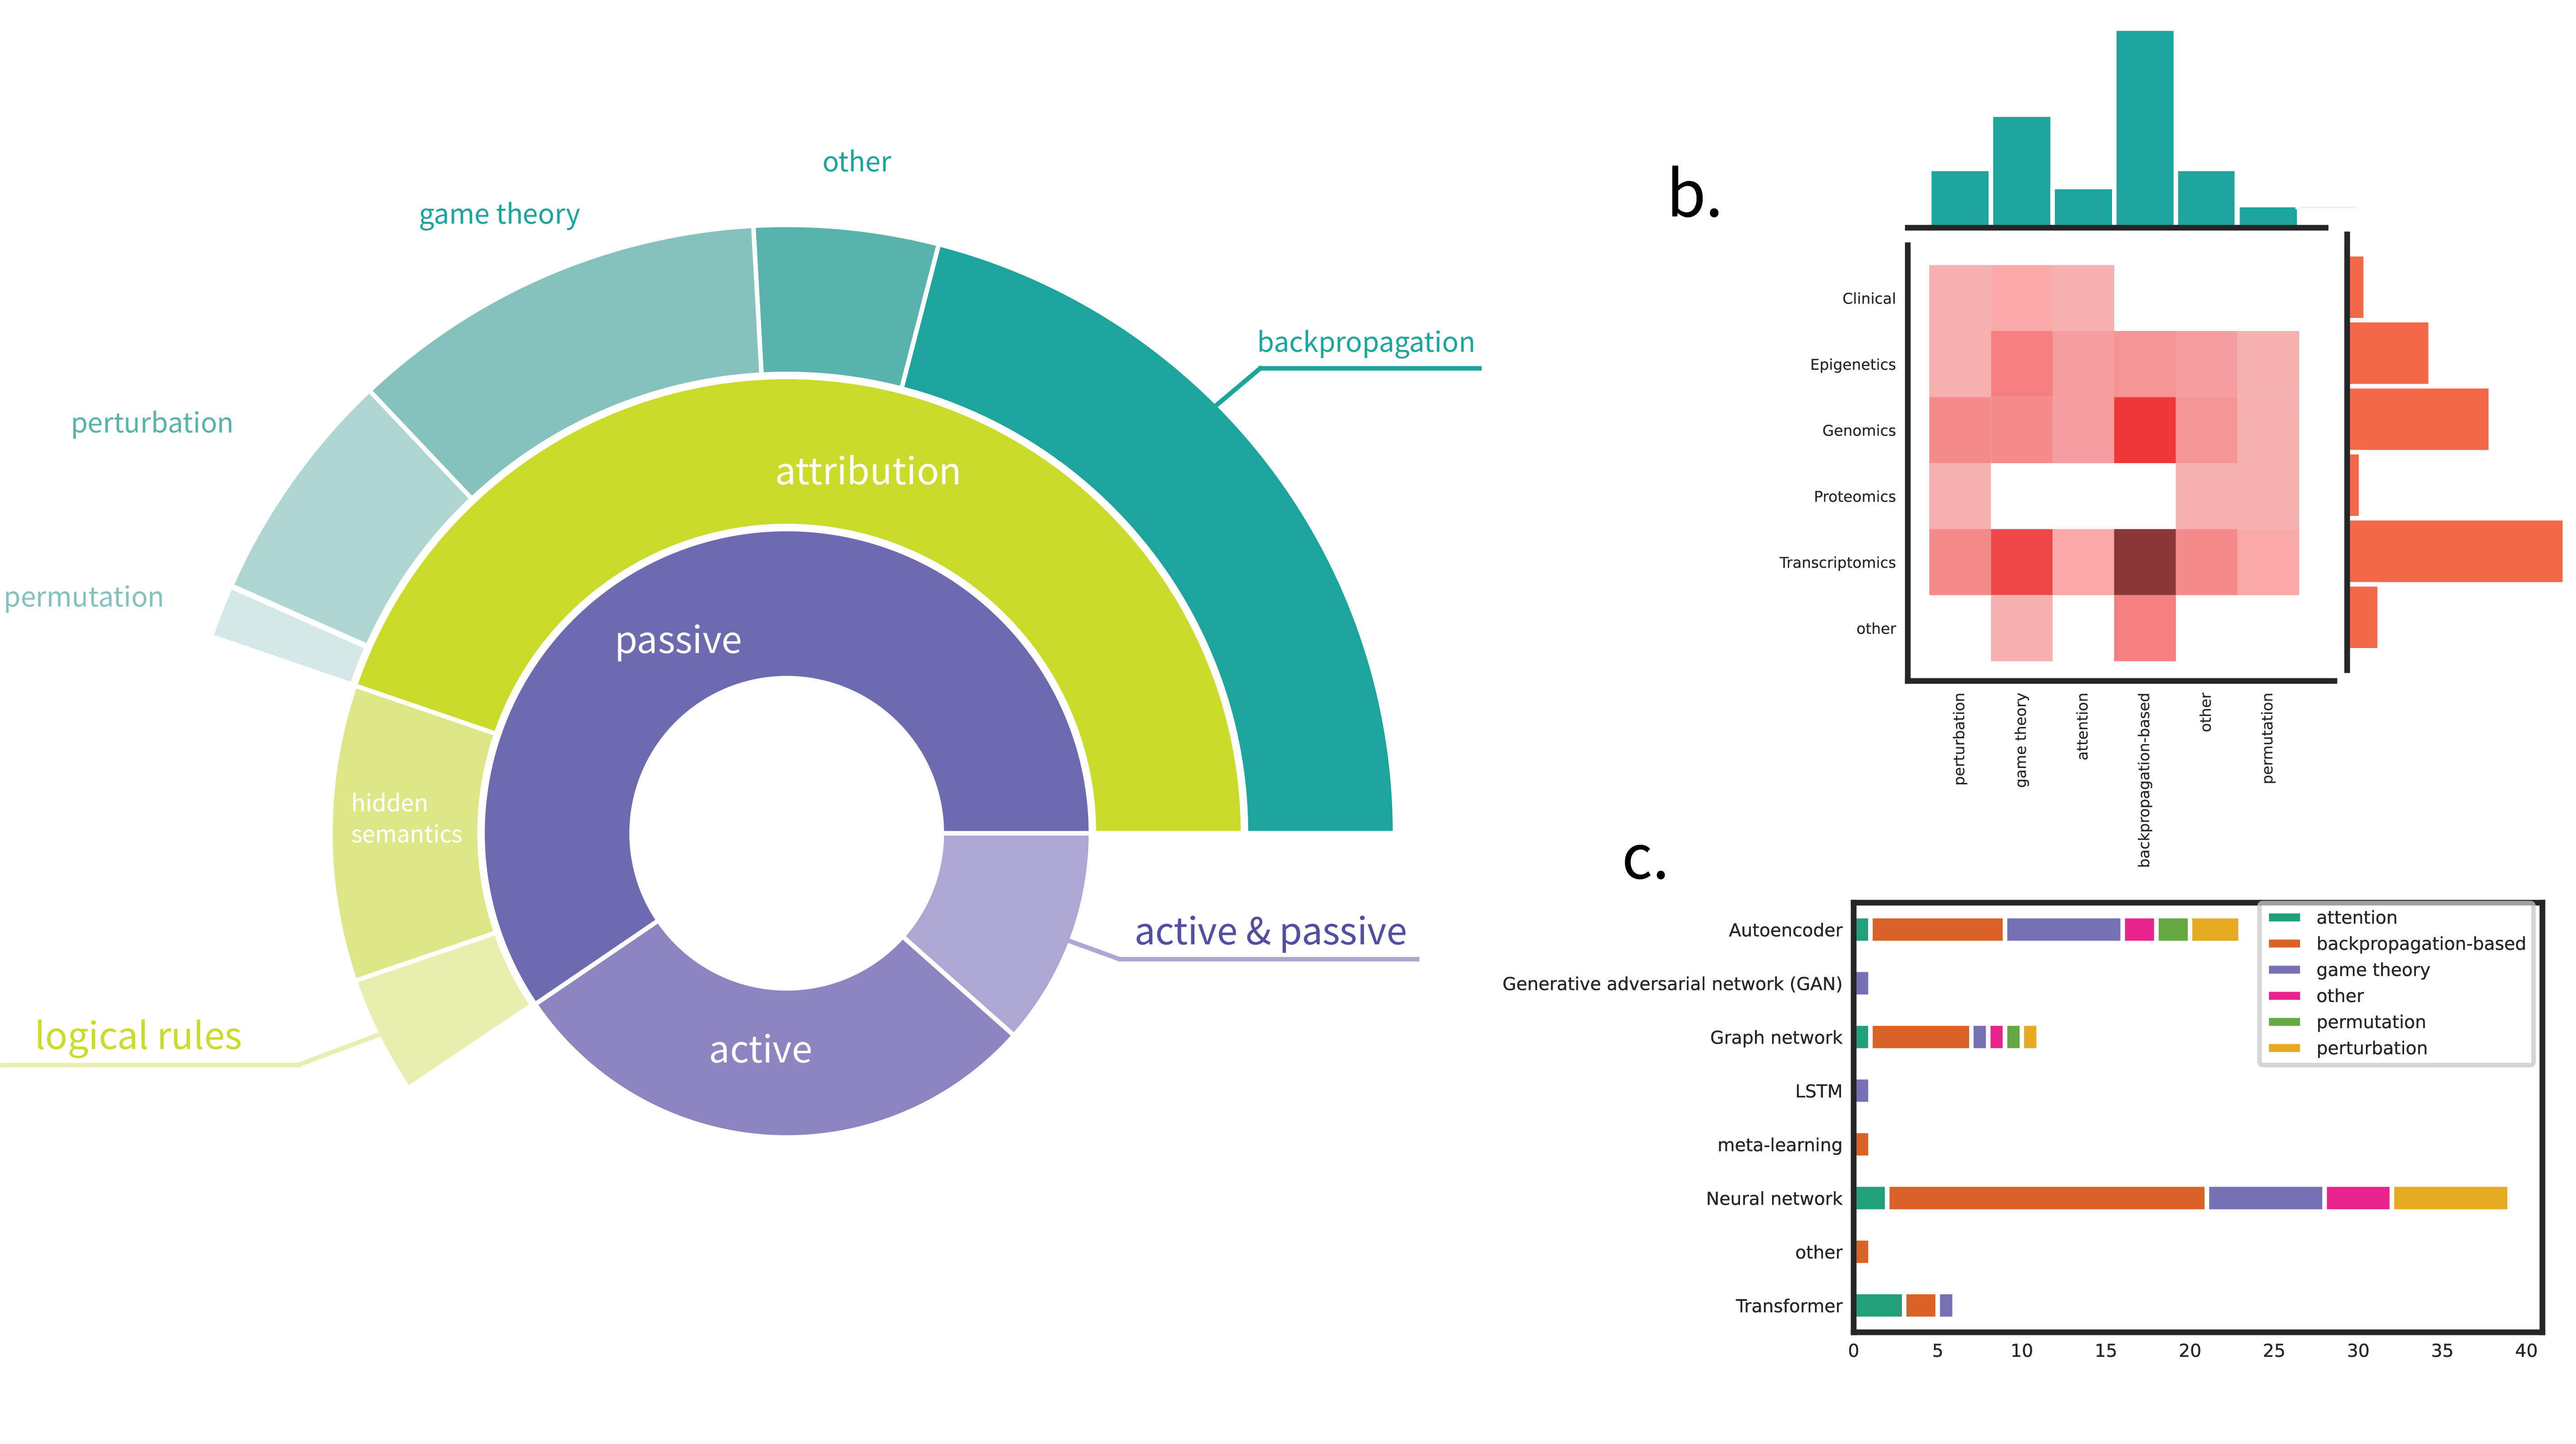 other
game theory
backpropagation
perturbation
attribution
permutation
passive
hidden
semantics
active & passive
logical rules
active
b.
Clinical
Epigenetics
Genomics
Proteomics
Transcriptomics
other
perturbation
game theory
attention
backpropagation-based
other
permutation
c.
Autoencoder
Generative adversarial network (GAN)
Graph network
LSTM
meta-learning
Neural network
other
Transformer
attention
backpropagation-based
game theory
other
permutation
perturbation
0 5 10 15 20 25 30 35 40